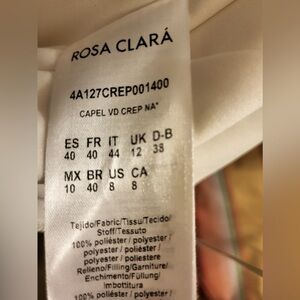 ROSA CLARÁ
4A127CREP001400
CAPEL VD CREP NA*
ES FR IT UK D-B
40 40 44 12 38
MX BR US CA
10 40 8 8
Tejido/Fabric/Tissu/Tecido/
Stoff/Tessuto
100% poliéster / polyester /
polyester / poliéster /
polyester / poliestere
Relleno/Filling/Garniture/
Enchimento/Füllung/
Imbottitura
100% poliéster / polyester /
polyester / poliéster /